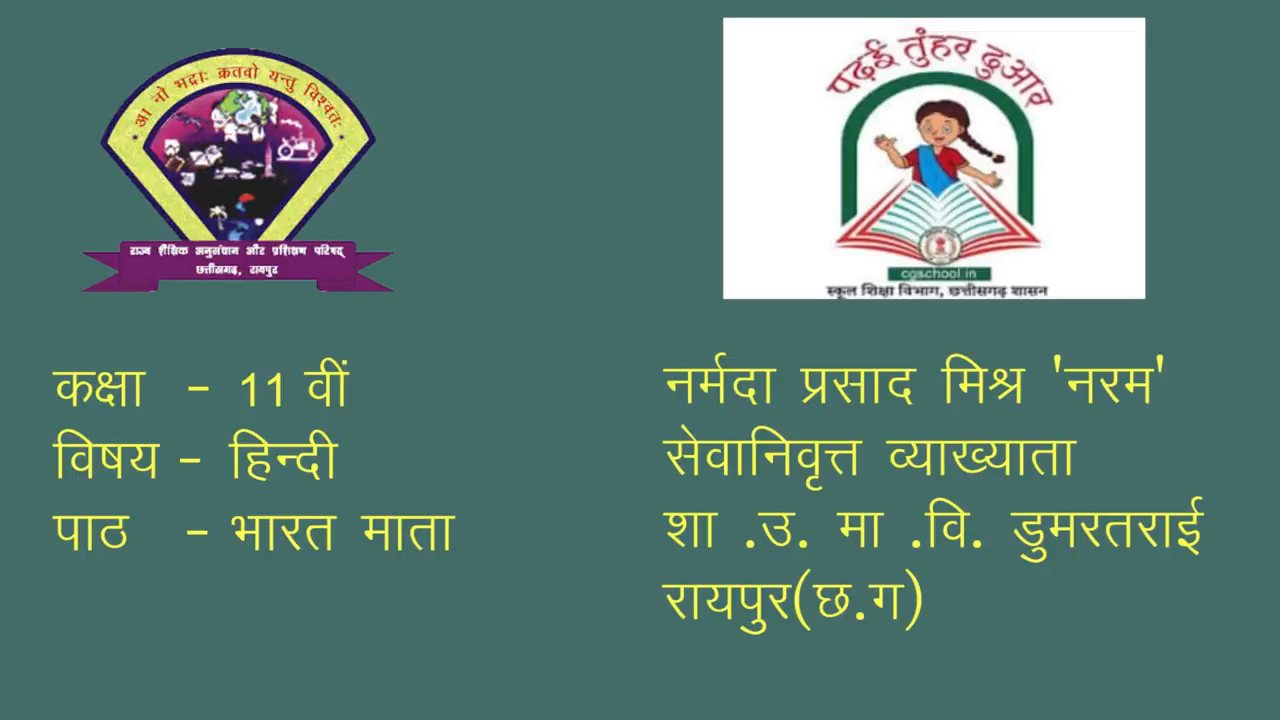 आ नो भद्राः क्रतवो यन्तु विश्वतः
राज्य शैक्षिक अनुसंधान और प्रशिक्षण परिषद्
छत्तीसगढ़, रायपुर
पढ़ई तुंहर दुआर
cgschool.in
स्कूल शिक्षा विभाग, छत्तीसगढ़ शासन
कक्षा - 11 वीं
विषय - हिन्दी
पाठ - भारत माता
नर्मदा प्रसाद मिश्र 'नरम'
सेवानिवृत्त व्याख्याता
शा .उ. मा .वि. डुमरतराई
रायपुर(छ.ग)